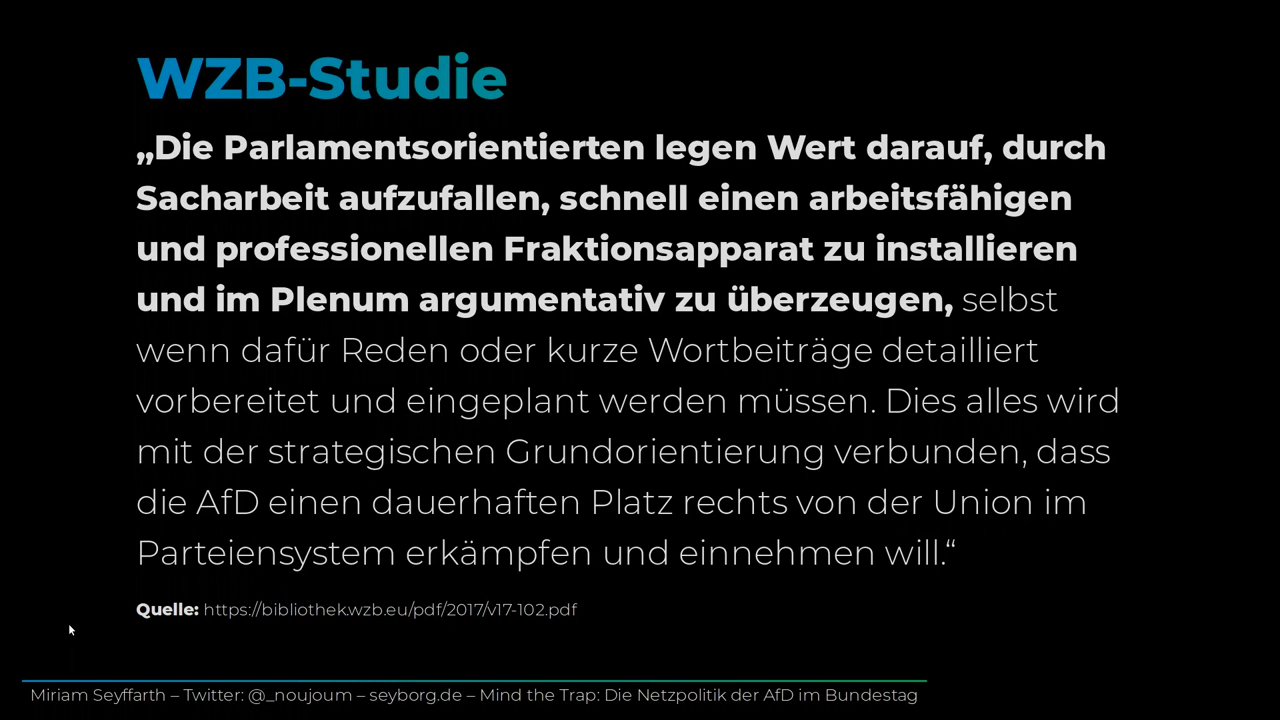 WZB-Studie
„Die Parlamentsorientierten legen Wert darauf, durch
Sacharbeit aufzufallen, schnell einen arbeitsfähigen
und professionellen Fraktionsapparat zu installieren
und im Plenum argumentativ zu überzeugen, selbst
wenn dafür Reden oder kurze Wortbeiträge detailliert
vorbereitet und eingeplant werden müssen. Dies alles wird
mit der strategischen Grundorientierung verbunden, dass
die AfD einen dauerhaften Platz rechts von der Union im
Parteiensystem erkämpfen und einnehmen will.“
Quelle: https://bibliothek.wzb.eu/pdf/2017/v17-102.pdf
Miriam Seyffarth – Twitter: @_noujoum – seyborg.de – Mind the Trap: Die Netzpolitik der AfD im Bundestag